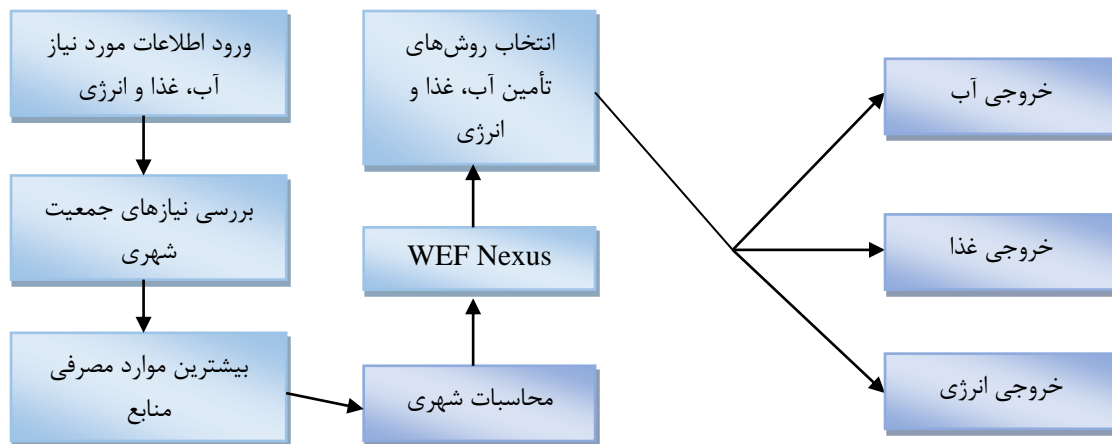 ورود اطلاعات مورد نیاز
آب، غذا و انرژی
بررسی نیازهای جمعیت
شهری
بیشترین موارد مصرفی
منابع
محاسبات شهری
WEF Nexus
انتخاب روش‌های
تأمین آب، غذا و
انرژی
خروجی آب
خروجی غذا
خروجی انرژی